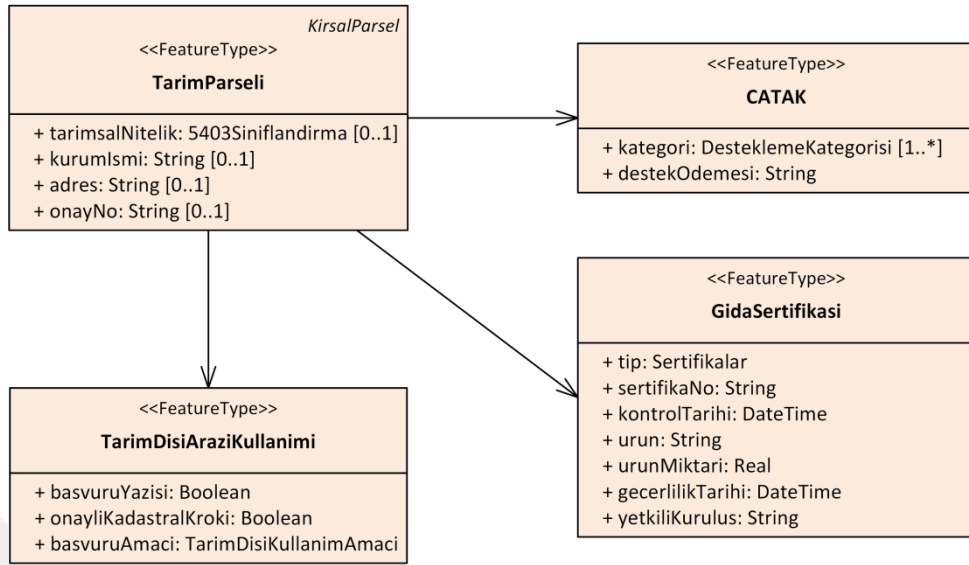 KirsalParsel
<<FeatureType>>
TarimParseli
+ tarimsalNitelik: 5403Siniflandirma [0..1]
+ kurumIsmi: String [0..1]
+ adres: String [0..1]
+ onayNo: String [0..1]
<<FeatureType>>
CATAK
+ kategori: DesteklemeKategorisi [1..*]
+ destekOdemesi: String
<<FeatureType>>
GidaSertifikasi
+ tip: Sertifikalar
+ sertifikaNo: String
+ kontrolTarihi: DateTime
+ urun: String
+ urunMiktari: Real
+ gecerlilikTarihi: DateTime
+ yetkiliKurulus: String
<<FeatureType>>
TarimDisiAraziKullanimi
+ basvuruYazisi: Boolean
+ onayliKadastralKroki: Boolean
+ basvuruAmaci: TarimDisiKullanimAmaci